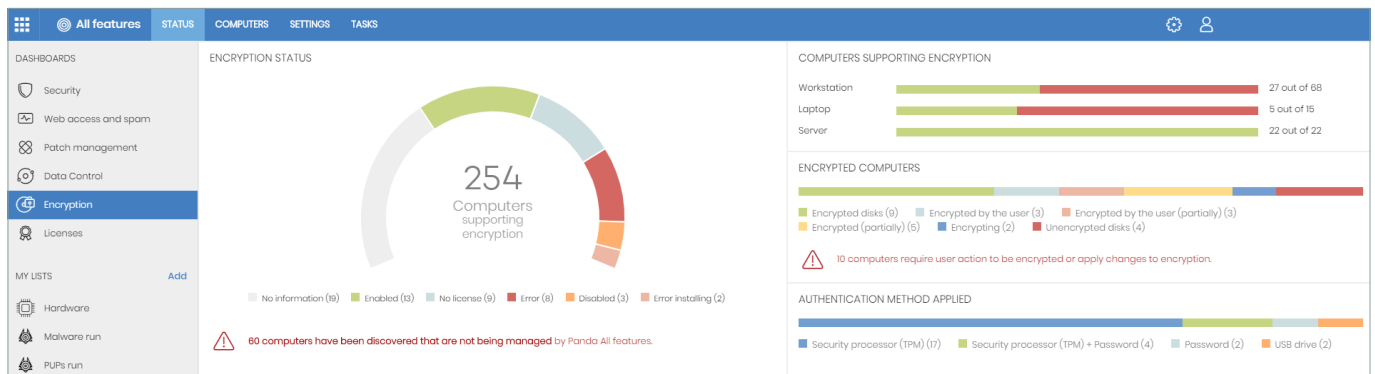 All features STATUS COMPUTERS SETTINGS TASKS
DASHBOARDS
Security
Web access and spam
Patch management
Data Control
Encryption
Licenses
MY LISTS Add
Hardware
Malware run
PUPs run
ENCRYPTION STATUS
254
Computers
supporting
encryption
No information (19) Enabled (13) No license (9) Error (8) Disabled (3) Error installing (2)
60 computers have been discovered that are not being managed by Panda All features.
COMPUTERS SUPPORTING ENCRYPTION
Workstation 27 out of 68
Laptop 5 out of 15
Server 22 out of 22
ENCRYPTED COMPUTERS
Encrypted disks (9) Encrypted by the user (3) Encrypted by the user (partially) (3)
Encrypted (partially) (5) Encrypting (2) Unencrypted disks (4)
10 computers require user action to be encrypted or apply changes to encryption.
AUTHENTICATION METHOD APPLIED
Security processor (TPM) (17) Security processor (TPM) + Password (4) Password (2) USB drive (2)